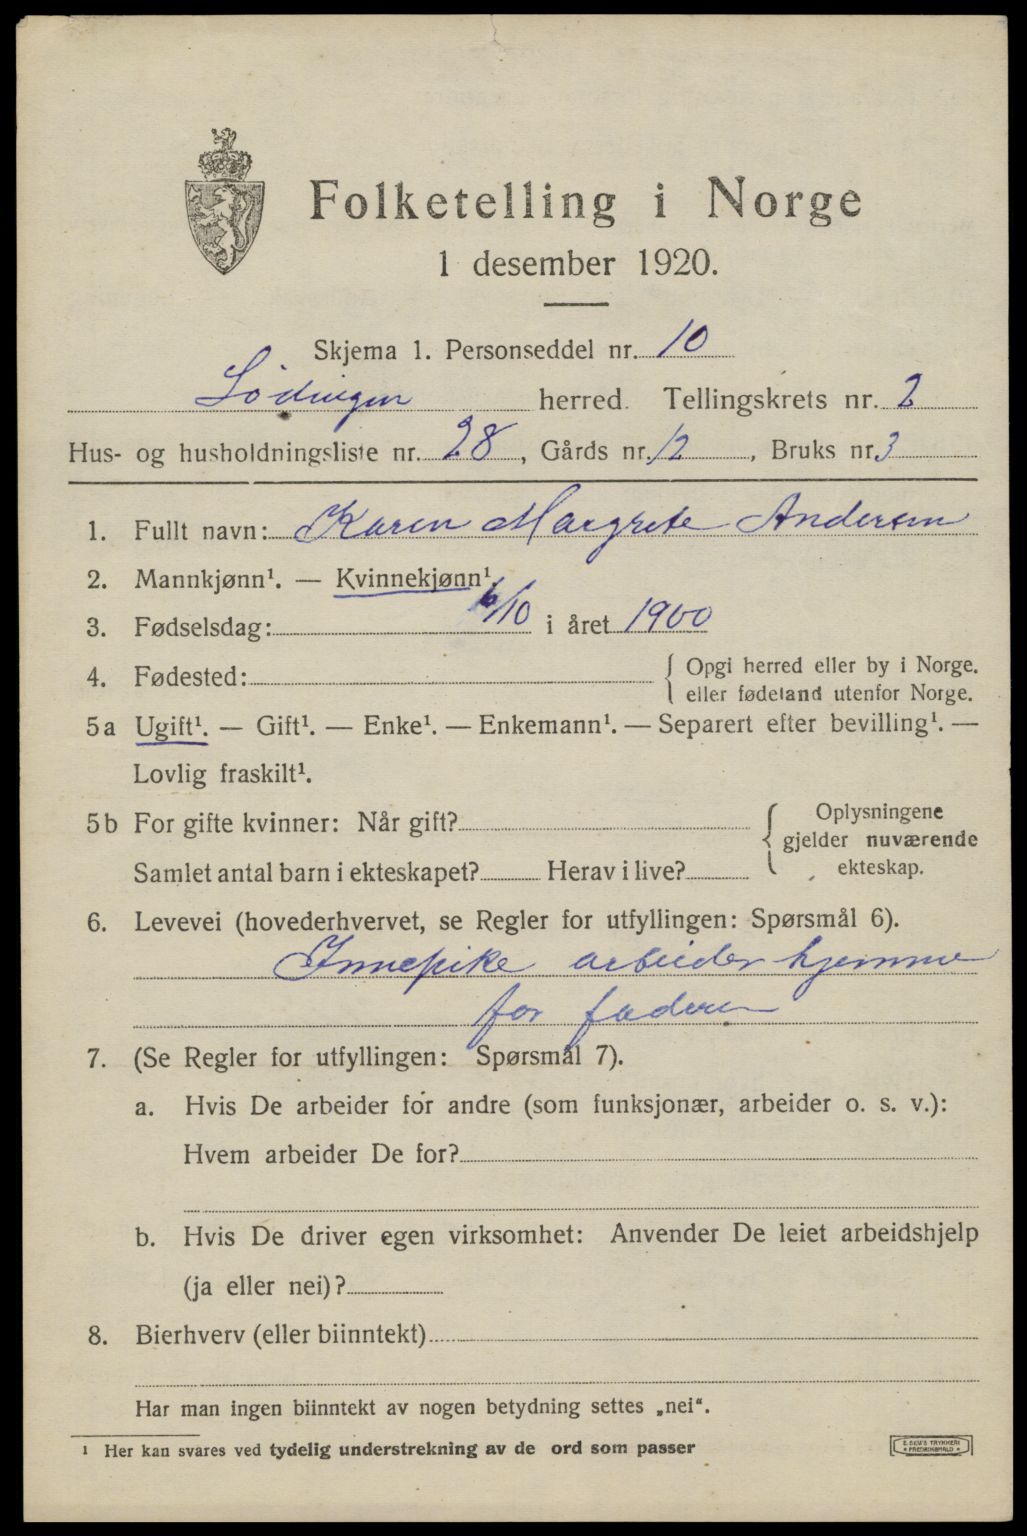 Folketelling i Norge
1 desember 1920.
Skjema 1. Personseddel nr. 10
Lødingen herred. Tellingskrets nr. 2
Hus- og husholdningsliste nr. 28, Gårds nr. 12, Bruks nr. 3
1. Fullt navn: Karen Margrete Andersen
2. Mannkjønn¹. — Kvinnekjønn¹.
3. Fødselsdag: 6/10 i året 1900
4. Fødested: Opgi herred eller by i Norge.
eller fødeland utenfor Norge.
5a Ugift¹. — Gift¹. — Enke¹. — Enkemann¹. — Separert efter bevilling¹. —
Lovlig fraskilt¹.
5b For gifte kvinner: Når gift? Oplysningene
gjelder nuværende
Samlet antal barn i ekteskapet? Herav i live? ekteskap.
6. Levevei (hovederhvervet, se Regler for utfyllingen: Spørsmål 6).
Innepike arbeider hjemme
for faderen
7. (Se Regler for utfyllingen: Spørsmål 7).
a. Hvis De arbeider for andre (som funksjonær, arbeider o. s. v.):
Hvem arbeider De for?
b. Hvis De driver egen virksomhet: Anvender De leiet arbeidshjelp
(ja eller nei)?
8. Bierhverv (eller biinntekt)
Har man ingen biinntekt av nogen betydning settes „nei“.
¹ Her kan svares ved tydelig understrekning av de ord som passer
E. SEM'S TRYKKERI
• FREDRIKSHALD •